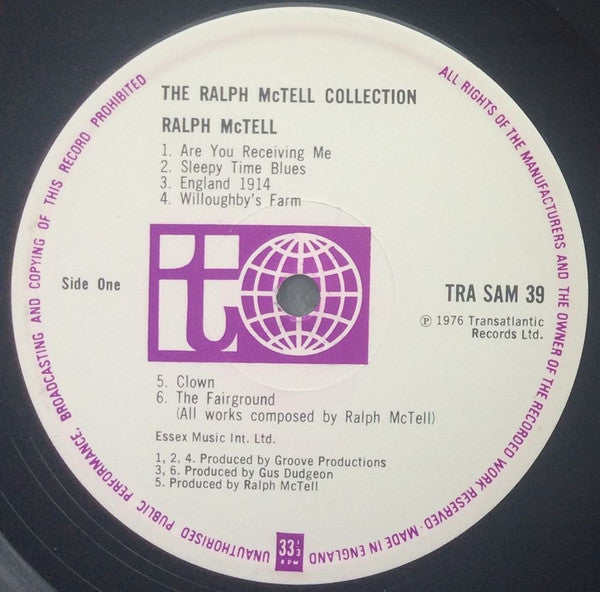 THE RALPH McTELL COLLECTION
RALPH McTELL
1. Are You Receiving Me
2. Sleepy Time Blues
3. England 1914
4. Willoughby's Farm
Side One
t
TRA SAM 39
℗ 1976 Transatlantic
Records Ltd.
5. Clown
6. The Fairground
(All works composed by Ralph McTell)
Essex Music Int. Ltd.
1, 2, 4. Produced by Groove Productions
3, 6. Produced by Gus Dudgeon
5. Produced by Ralph McTell
33 1/3
RPM
ALL RIGHTS OF THE MANUFACTURERS AND THE OWNER OF THE RECORDED WORK RESERVED · MADE IN ENGLAND
UNAUTHORISED PUBLIC PERFORMANCE, BROADCASTING AND COPYING OF THIS RECORD PROHIBITED